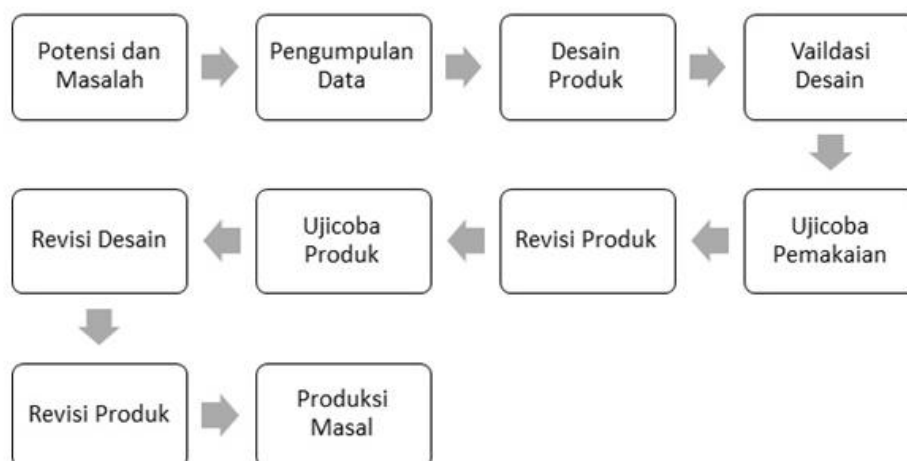 Potensi dan
Masalah
Pengumpulan
Data
Desain
Produk
Vaildasi
Desain
Ujicoba
Pemakaian
Revisi Produk
Ujicoba
Produk
Revisi Desain
Revisi Produk
Produksi
Masal